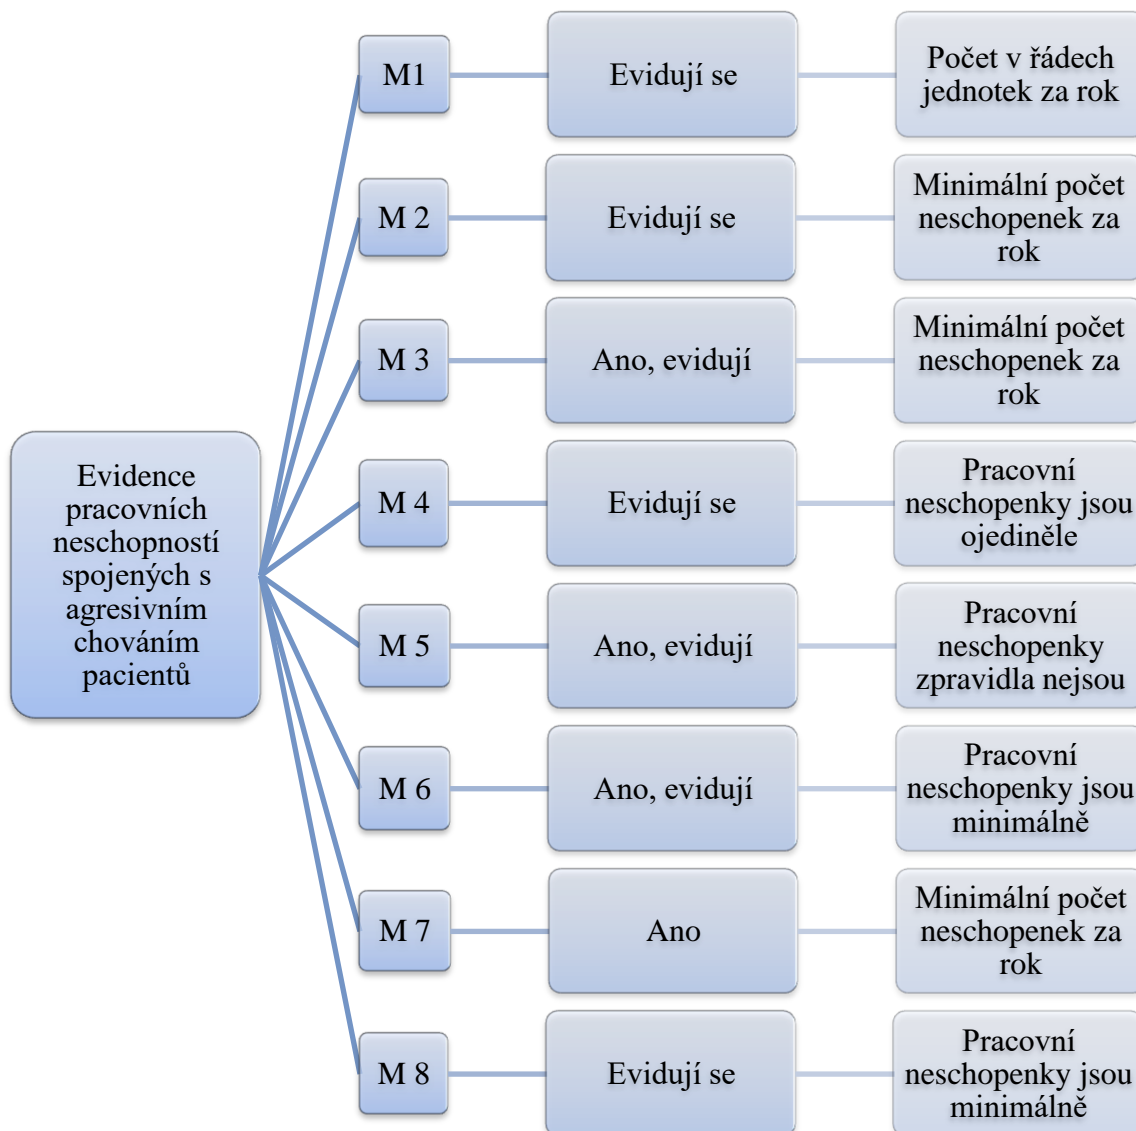 Evidence
pracovních
neschopností
spojených s
agresivním
chováním
pacientů
M1
Evidují se
Počet v řádech
jednotek za rok
M 2
Evidují se
Minimální počet
neschopenek za
rok
M 3
Ano, evidují
Minimální počet
neschopenek za
rok
M 4
Evidují se
Pracovní
neschopenky jsou
ojediněle
M 5
Ano, evidují
Pracovní
neschopenky
zpravidla nejsou
M 6
Ano, evidují
Pracovní
neschopenky jsou
minimálně
M 7
Ano
Minimální počet
neschopenek za
rok
M 8
Evidují se
Pracovní
neschopenky jsou
minimálně